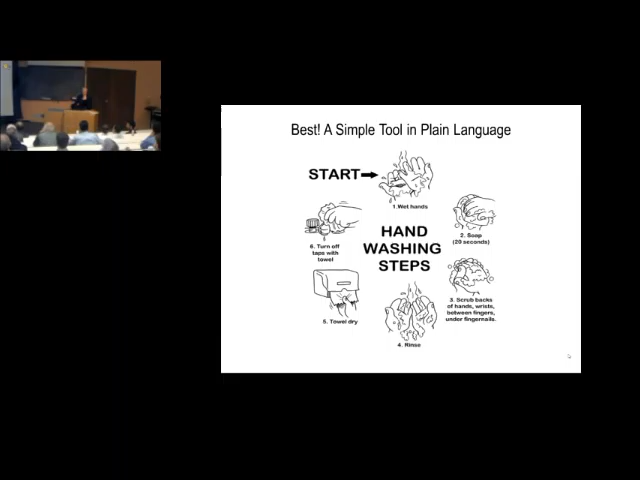 Best! A Simple Tool in Plain Language
START
1. Wet hands
2. Soap
(20 seconds)
HAND
WASHING
STEPS
3. Scrub backs
of hands, wrists,
between fingers,
under fingernails.
4. Rinse
5. Towel dry
6. Turn off
taps with
towel